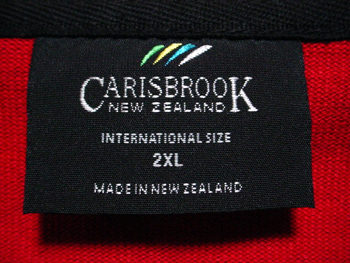 CARISBROOK
NEW ZEALAND
INTERNATIONAL SIZE
2XL
MADE IN NEW ZEALAND